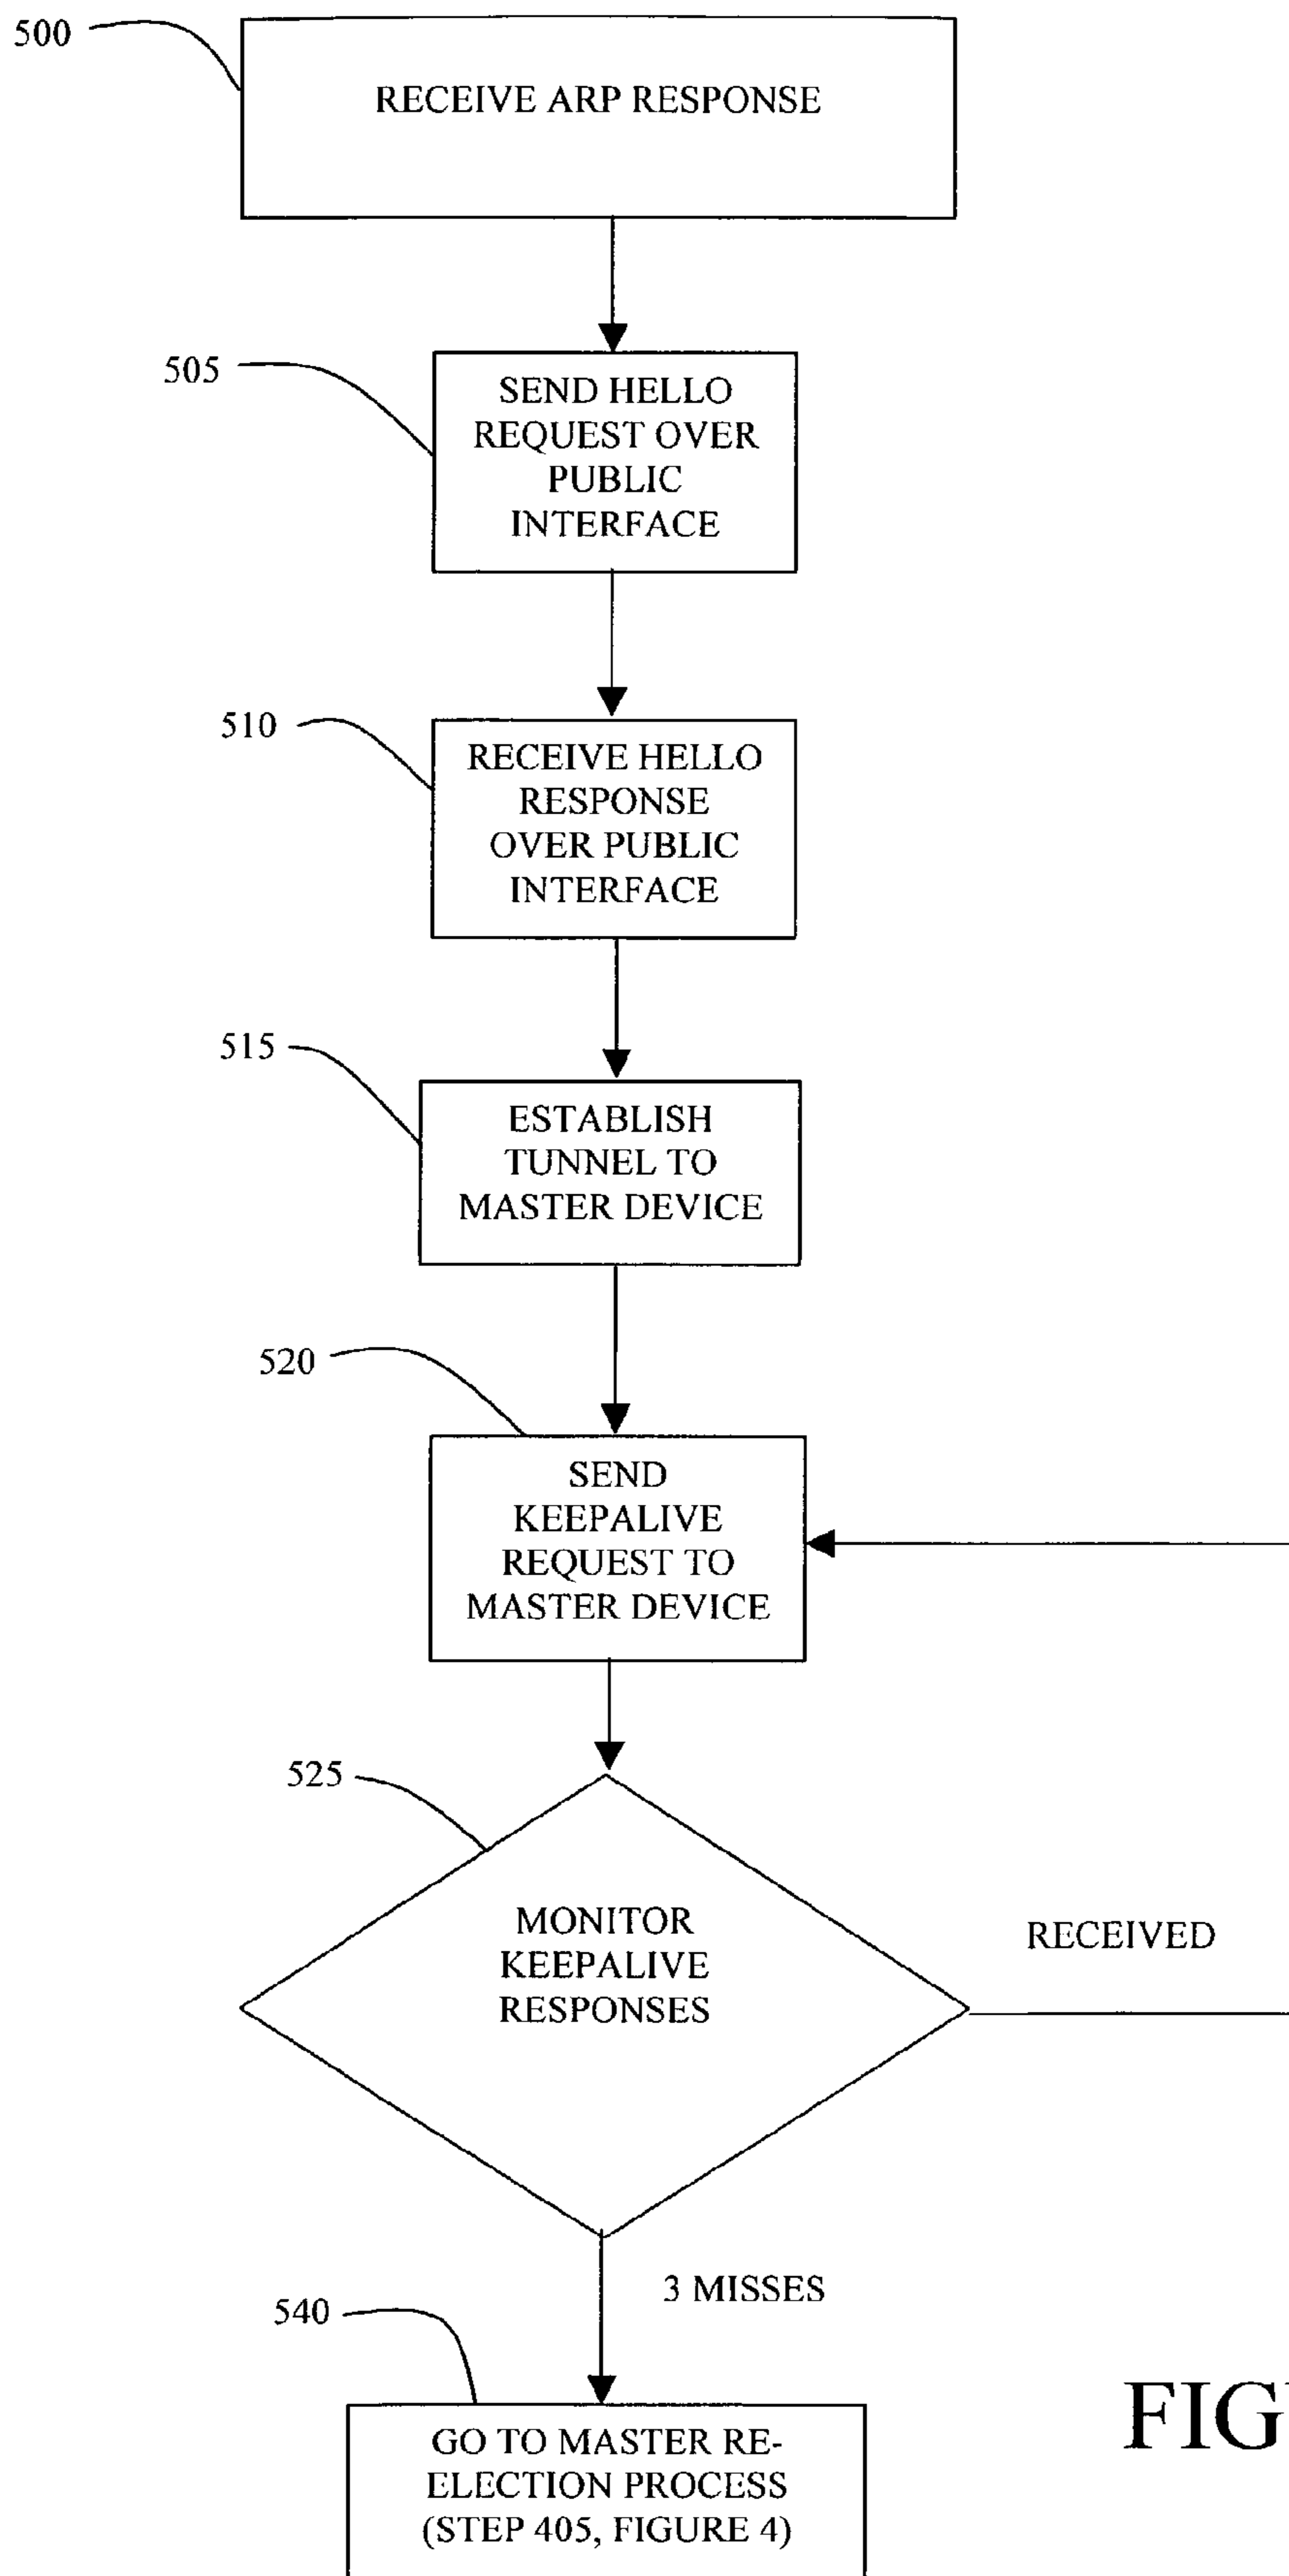 500
RECEIVE ARP RESPONSE
505
SEND HELLO
REQUEST OVER
PUBLIC
INTERFACE
510
RECEIVE HELLO
RESPONSE
OVER PUBLIC
INTERFACE
515
ESTABLISH
TUNNEL TO
MASTER DEVICE
520
SEND
KEEPALIVE
REQUEST TO
MASTER DEVICE
525
MONITOR
KEEPALIVE
RESPONSES
RECEIVED
3 MISSES
540
GO TO MASTER RE-
ELECTION PROCESS
(STEP 405, FIGURE 4)
FIG